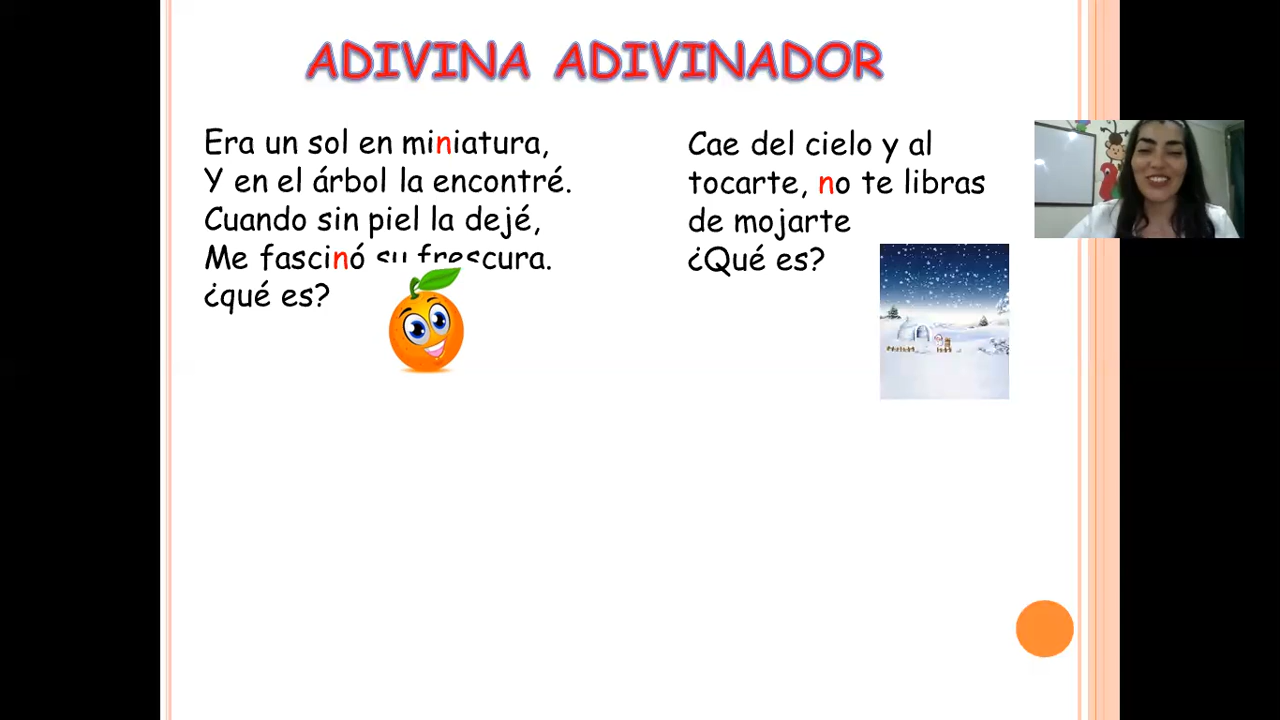 ADIVINA ADIVINADOR
Era un sol en miniatura,
Y en el árbol la encontré.
Cuando sin piel la dejé,
Me fascinó su frescura.
¿qué es?
Cae del cielo y al
tocarte, no te libras
de mojarte
¿Qué es?